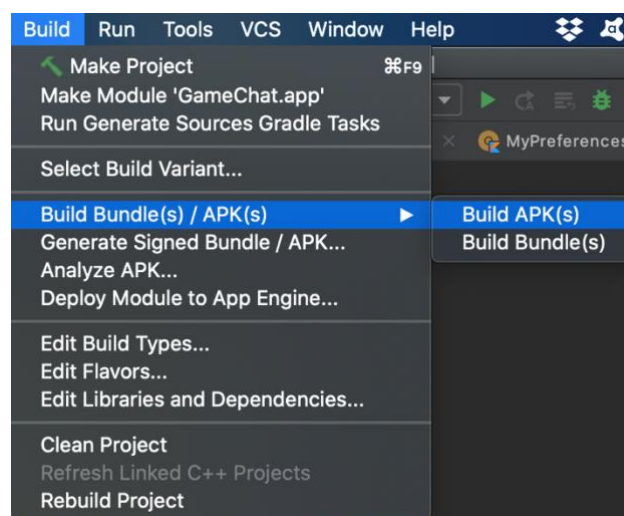 Build Run Tools VCS Window Help
Make Project ⌘F9
Make Module 'GameChat.app'
Run Generate Sources Gradle Tasks
MyPreferences
Select Build Variant...
Build Bundle(s) / APK(s) ▶ Build APK(s)
Generate Signed Bundle / APK... Build Bundle(s)
Analyze APK...
Deploy Module to App Engine...
Edit Build Types...
Edit Flavors...
Edit Libraries and Dependencies...
Clean Project
Refresh Linked C++ Projects
Rebuild Project